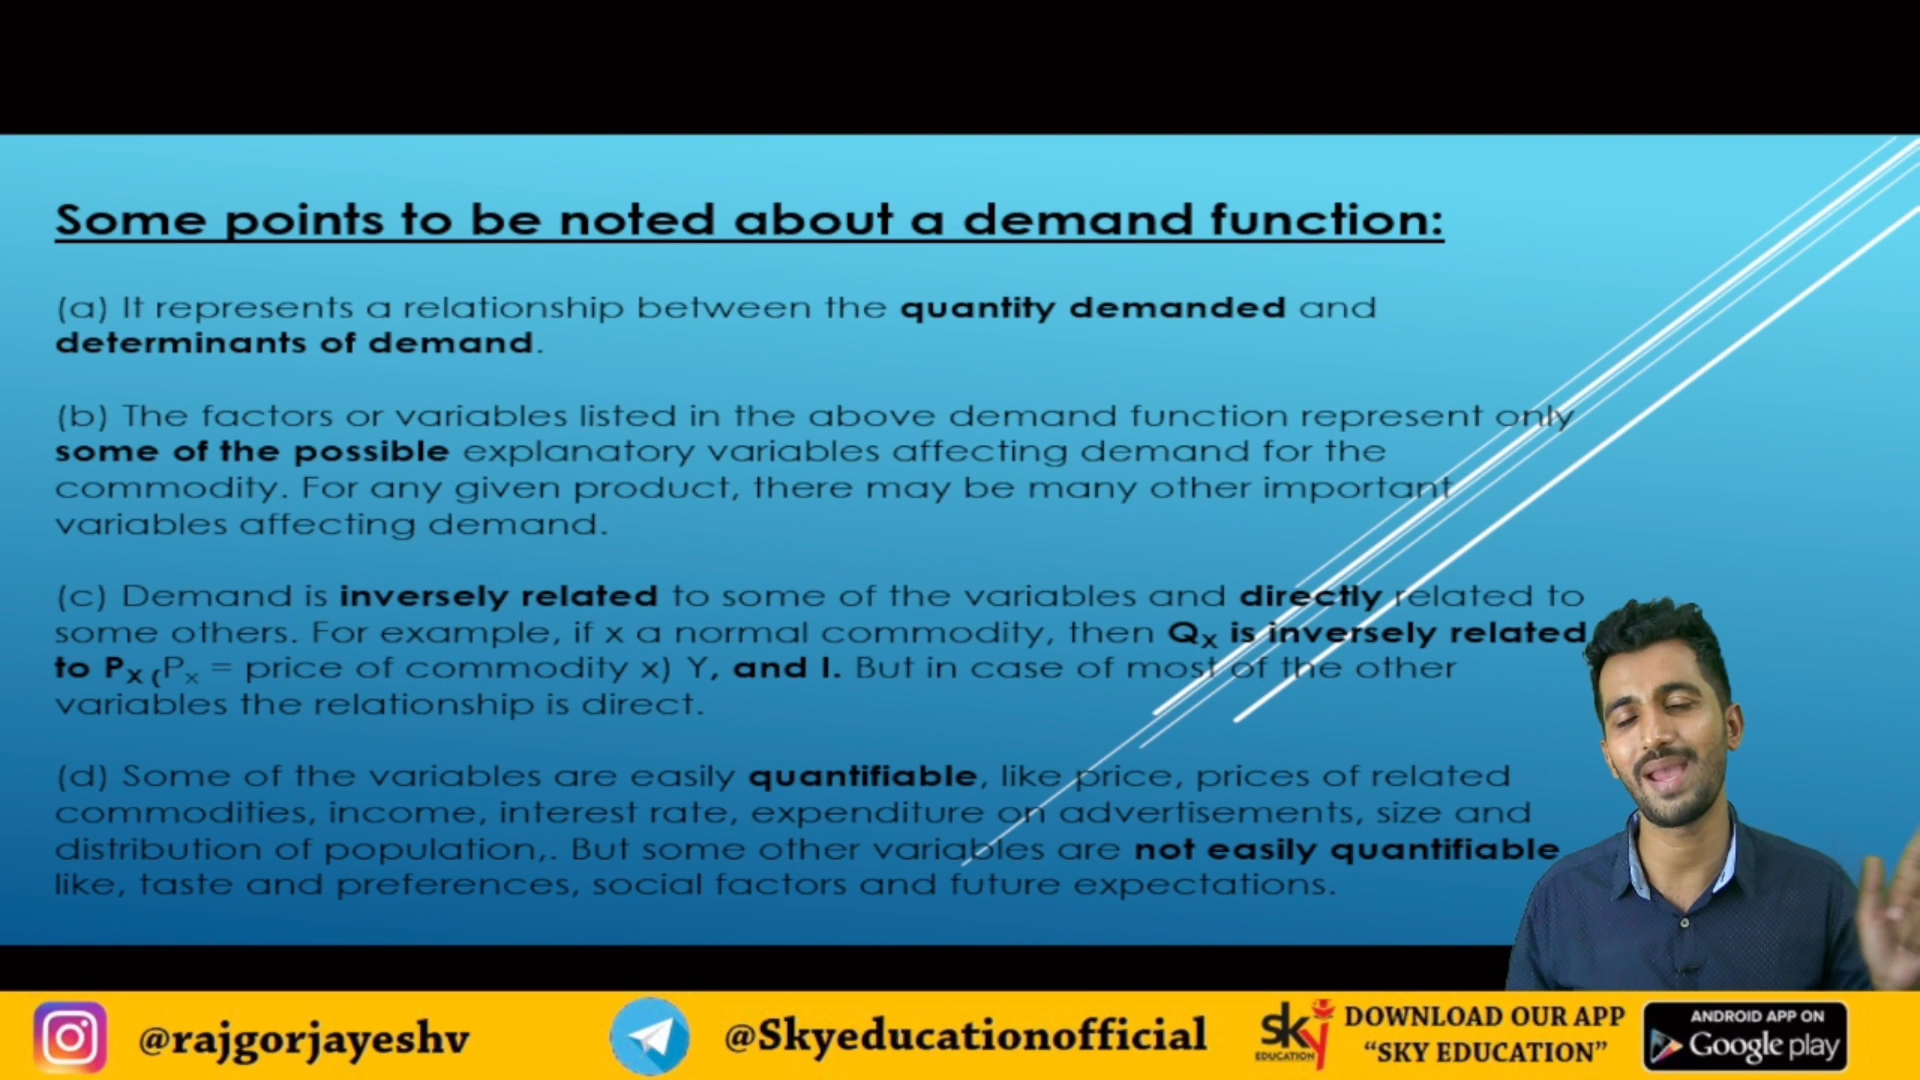 Some points to be noted about a demand function:
(a) It represents a relationship between the quantity demanded and
determinants of demand.
(b) The factors or variables listed in the above demand function represent only
some of the possible explanatory variables affecting demand for the
commodity. For any given product, there may be many other important
variables affecting demand.
(c) Demand is inversely related to some of the variables and directly related to
some others. For example, if x a normal commodity, then Qx is inversely related
to Px (Px = price of commodity x) Y, and I. But in case of most of the other
variables the relationship is direct.
(d) Some of the variables are easily quantifiable, like price, prices of related
commodities, income, interest rate, expenditure on advertisements, size and
distribution of population,. But some other variables are not easily quantifiable
like, taste and preferences, social factors and future expectations.
@rajgorjayeshv
@Skyeducationofficial
sky
EDUCATION
DOWNLOAD OUR APP
“SKY EDUCATION”
ANDROID APP ON
Google play